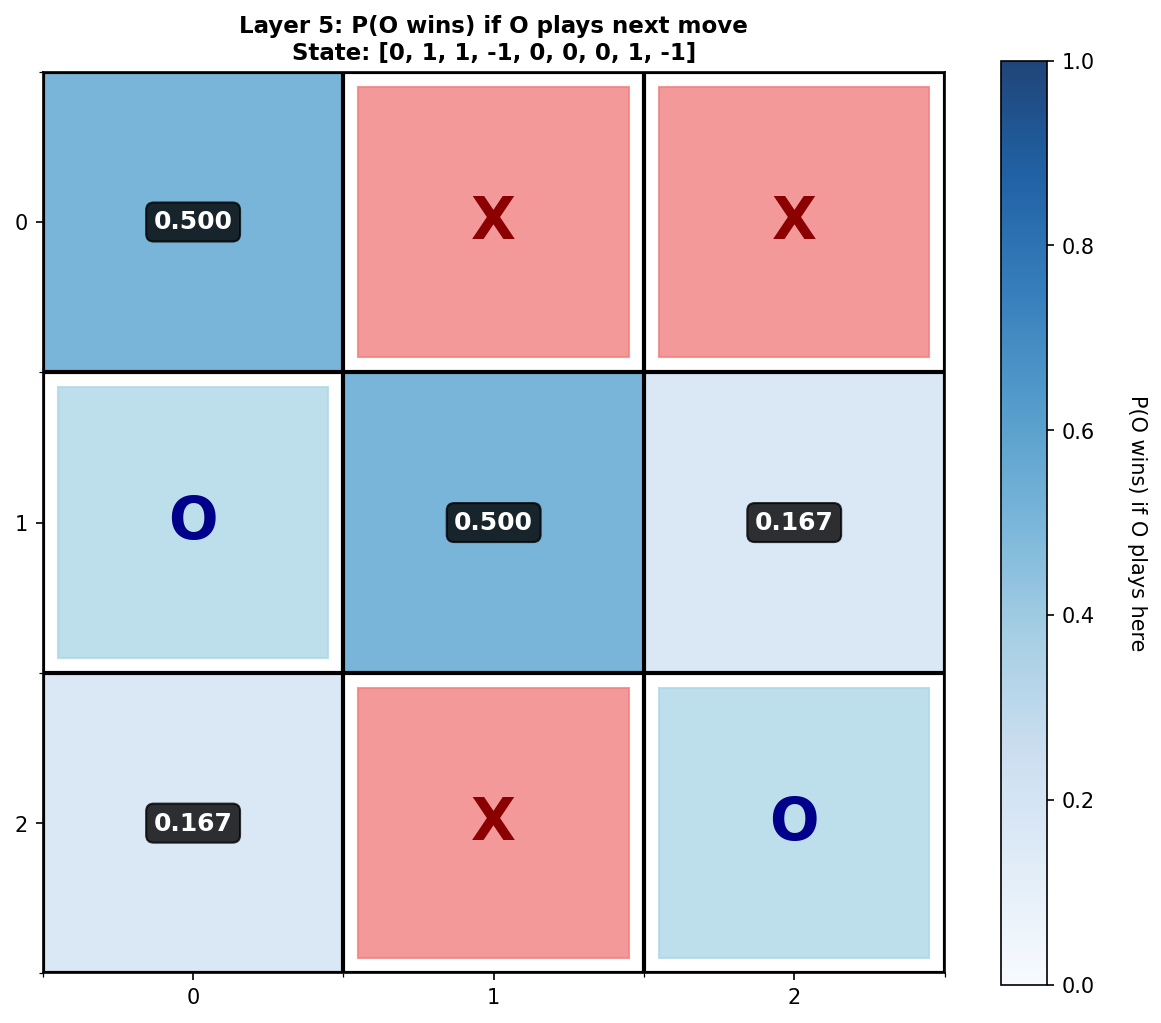 Layer 5: P(O wins) if O plays next move
State: [0, 1, 1, -1, 0, 0, 0, 1, -1]
0
0.500
X
X
1
O
0.500
0.167
2
0.167
X
O
0
1
2
1.0
0.8
0.6
0.4
0.2
0.0
P(O wins) if O plays here